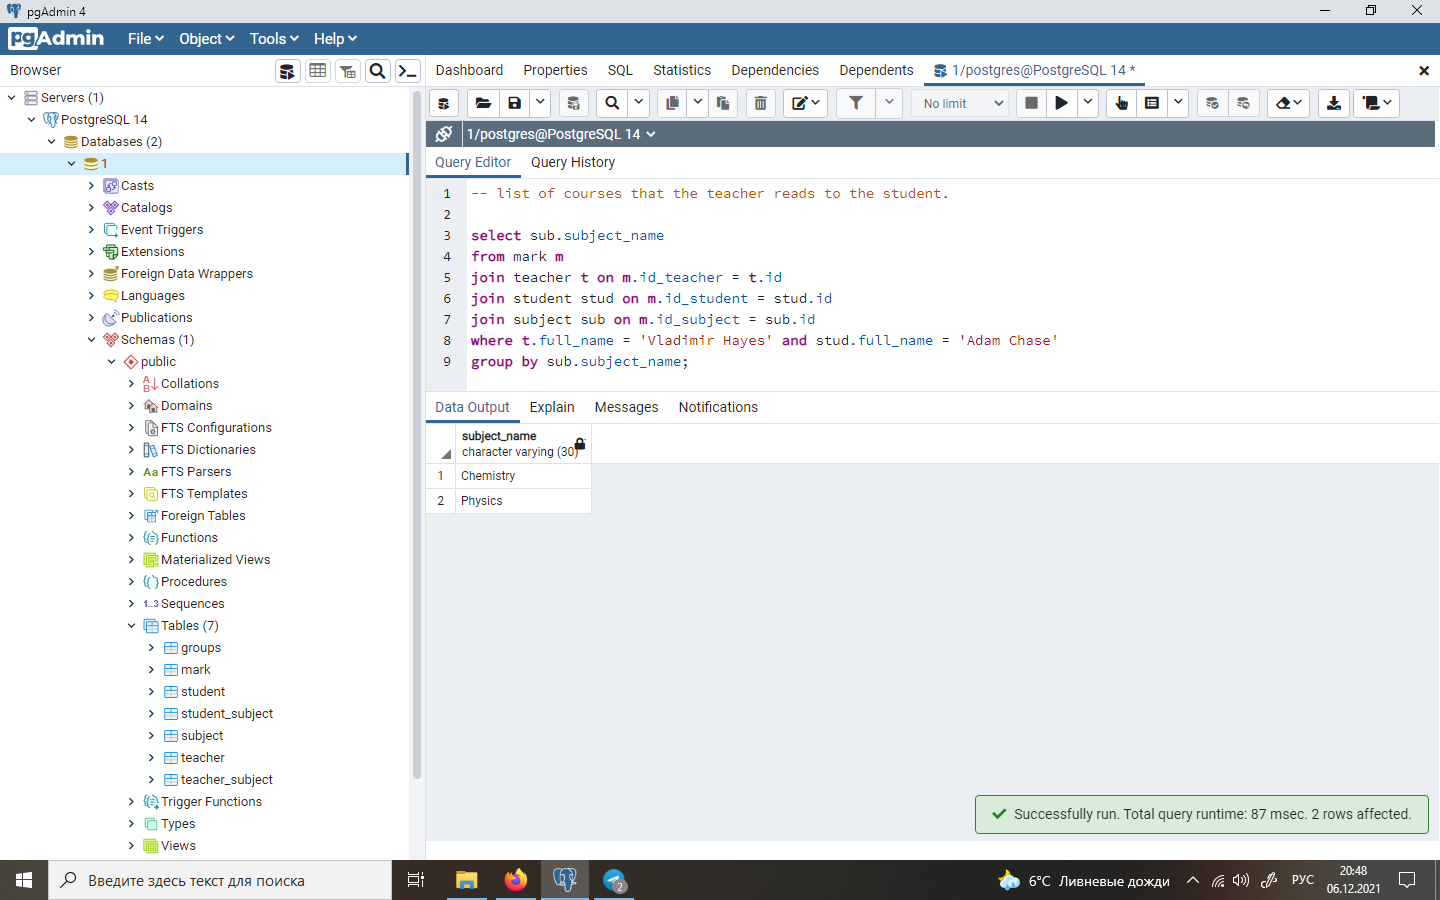 pgAdmin 4
pgAdmin File Object Tools Help
Browser
Dashboard Properties SQL Statistics Dependencies Dependents 1/postgres@PostgreSQL 14 *
No limit
1/postgres@PostgreSQL 14
Query Editor Query History
Servers (1)
PostgreSQL 14
Databases (2)
1
Casts
Catalogs
Event Triggers
Extensions
Foreign Data Wrappers
Languages
Publications
Schemas (1)
public
Collations
Domains
FTS Configurations
FTS Dictionaries
Aa FTS Parsers
FTS Templates
Foreign Tables
Functions
Materialized Views
Procedures
1..3 Sequences
Tables (7)
groups
mark
student
student_subject
subject
teacher
teacher_subject
Trigger Functions
Types
Views
1 -- list of courses that the teacher reads to the student.
2
3 select sub.subject_name
4 from mark m
5 join teacher t on m.id_teacher = t.id
6 join student stud on m.id_student = stud.id
7 join subject sub on m.id_subject = sub.id
8 where t.full_name = 'Vladimir Hayes' and stud.full_name = 'Adam Chase'
9 group by sub.subject_name;
Data Output Explain Messages Notifications
subject_name
character varying (30)
1 Chemistry
2 Physics
Successfully run. Total query runtime: 87 msec. 2 rows affected.
Введите здесь текст для поиска
2
6°C Ливневые дожди
РУС
20:48
06.12.2021